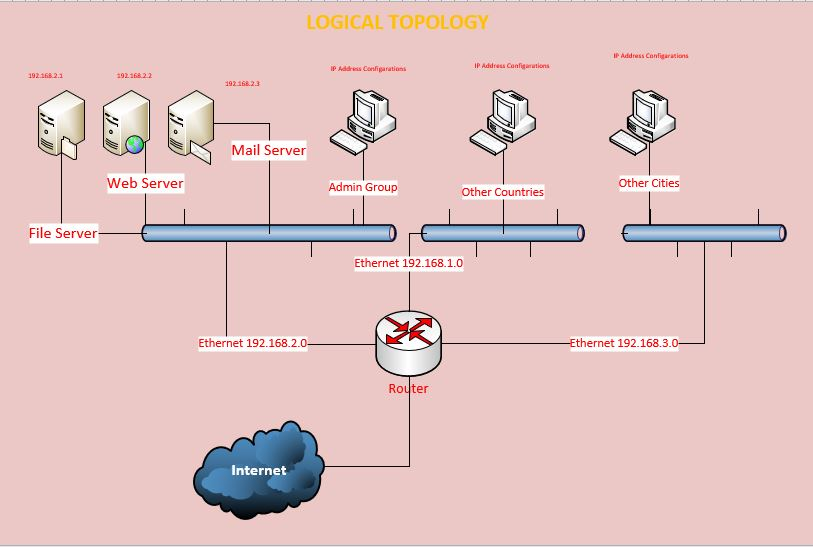 LOGICAL TOPOLOGY
192.168.2.1
192.168.2.2
192.168.2.3
IP Address Configarations
IP Address Configarations
IP Address Configarations
Mail Server
Web Server
Admin Group
Other Countries
Other Cities
File Server
Ethernet 192.168.1.0
Ethernet 192.168.2.0
Ethernet 192.168.3.0
Router
Internet